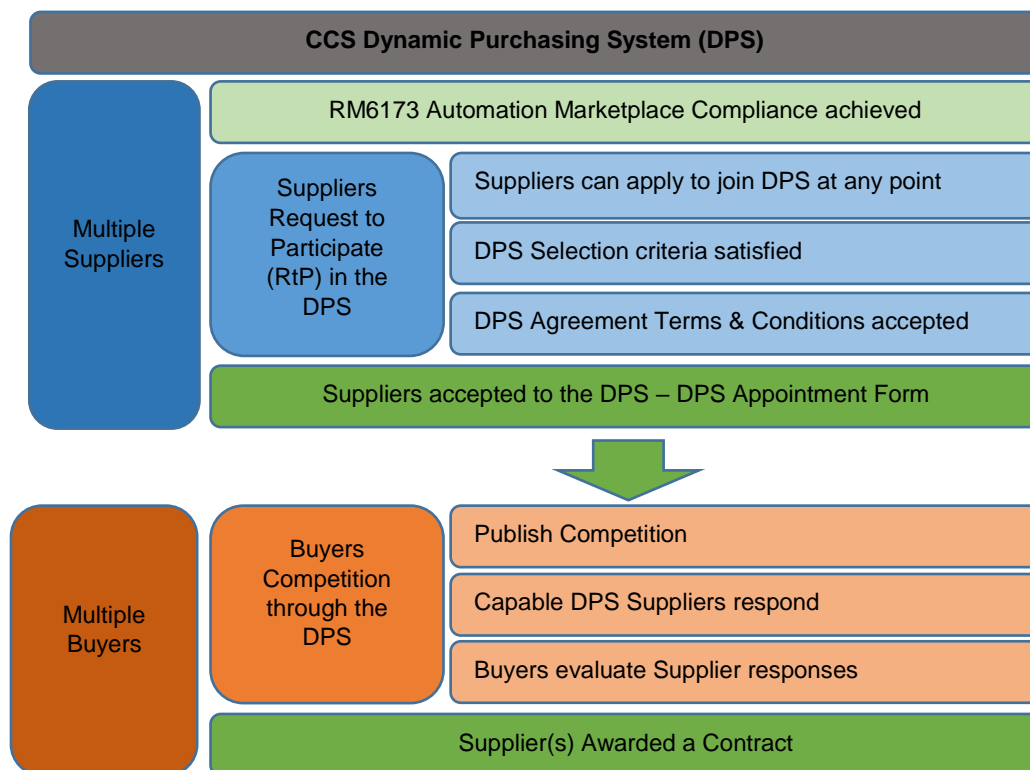 CCS Dynamic Purchasing System (DPS)
RM6173 Automation Marketplace Compliance achieved
Multiple
Suppliers
Suppliers
Request to
Participate
(RtP) in the
DPS
Suppliers can apply to join DPS at any point
DPS Selection criteria satisfied
DPS Agreement Terms & Conditions accepted
Suppliers accepted to the DPS – DPS Appointment Form
Multiple
Buyers
Buyers
Competition
through the
DPS
Publish Competition
Capable DPS Suppliers respond
Buyers evaluate Supplier responses
Supplier(s) Awarded a Contract